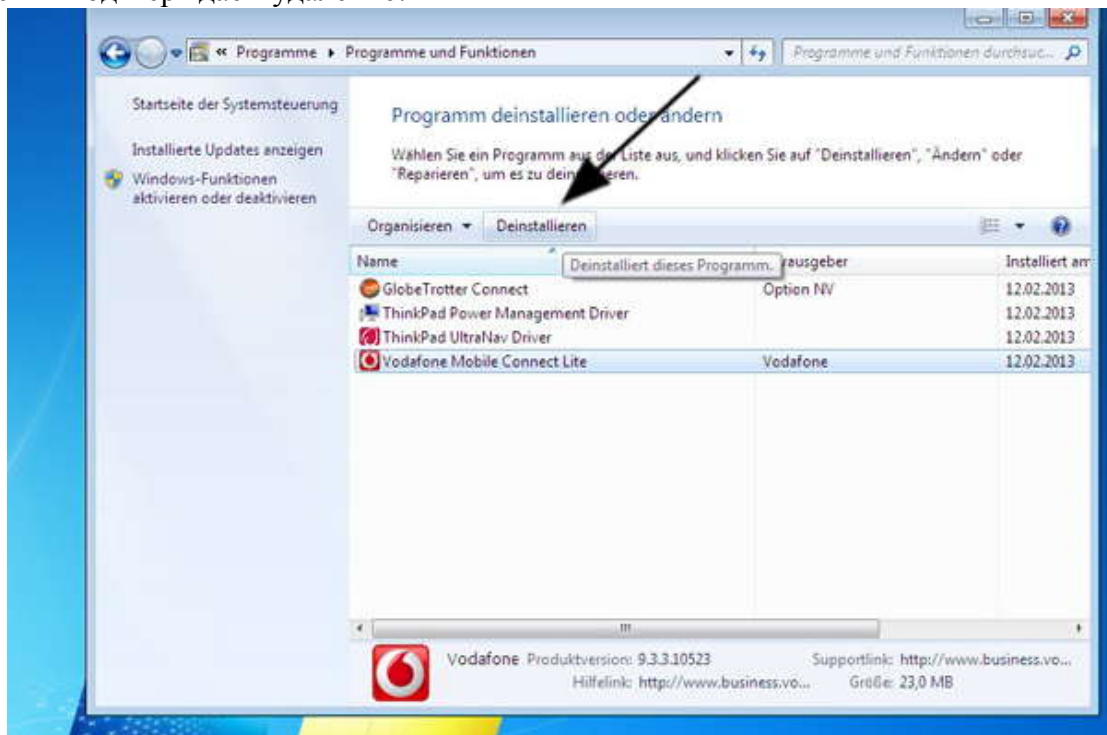 « Programme ▸ Programme und Funktionen
Programme und Funktionen durchsuc...
Startseite der Systemsteuerung
Installierte Updates anzeigen
Windows-Funktionen
aktivieren oder deaktivieren
Programm deinstallieren oder ändern
Wählen Sie ein Programm aus der Liste aus, und klicken Sie auf "Deinstallieren", "Ändern" oder
"Reparieren", um es zu deinstallieren.
Organisieren Deinstallieren
Name rausgeber Installiert am
Deinstalliert dieses Programm.
GlobeTrotter Connect Option NV 12.02.2013
ThinkPad Power Management Driver 12.02.2013
ThinkPad UltraNav Driver 12.02.2013
Vodafone Mobile Connect Lite Vodafone 12.02.2013
Vodafone Produktversion: 9.3.3.10523 Supportlink: http://www.business.vo...
Hilfelink: http://www.business.vo... Größe: 23,0 MB